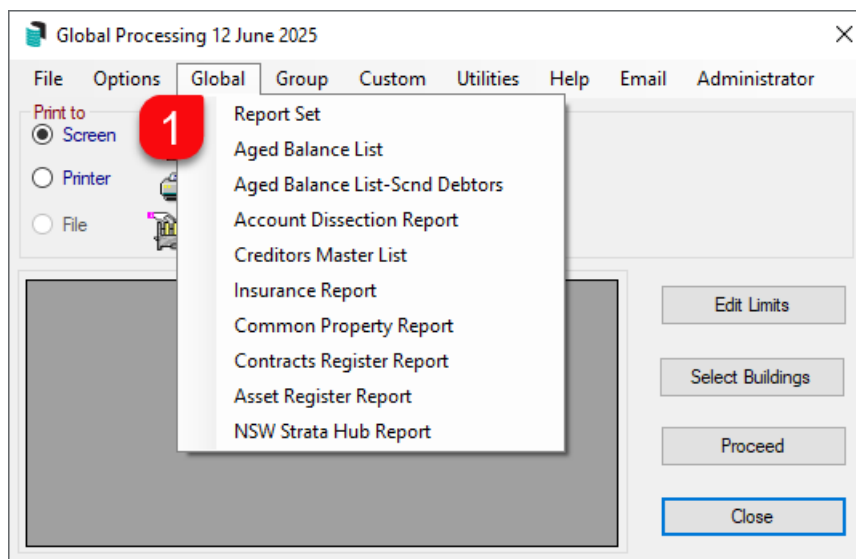 Global Processing 12 June 2025
File Options Global Group Custom Utilities Help Email Administrator
Print to
Screen
Printer
File
1
Report Set
Aged Balance List
Aged Balance List-Scnd Debtors
Account Dissection Report
Creditors Master List
Insurance Report
Common Property Report
Contracts Register Report
Asset Register Report
NSW Strata Hub Report
Edit Limits
Select Buildings
Proceed
Close